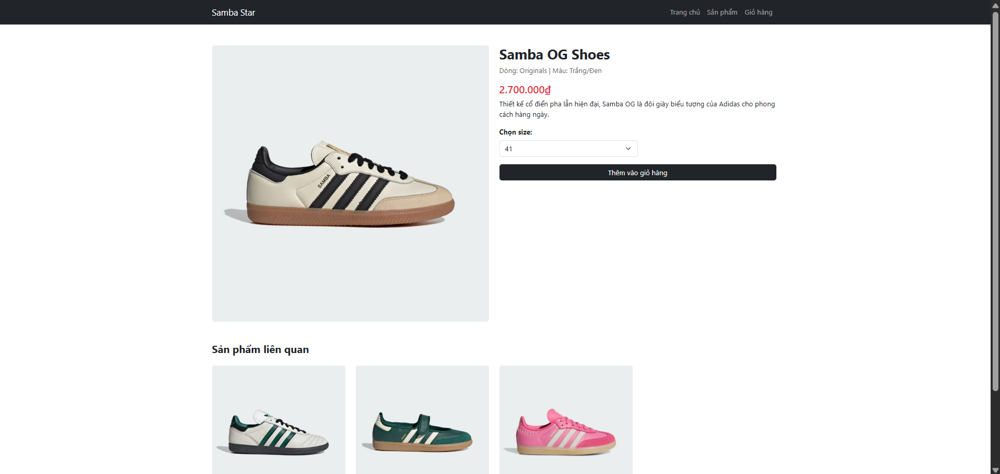 Samba Star
Trang chủ Sản phẩm Giỏ hàng
Samba OG Shoes
Dòng: Originals | Màu: Trắng/Đen
2.700.000₫
Thiết kế cổ điển pha lẫn hiện đại, Samba OG là đôi giày biểu tượng của Adidas cho phong
cách hàng ngày.
Chọn size:
41
Thêm vào giỏ hàng
SAMBA
Sản phẩm liên quan